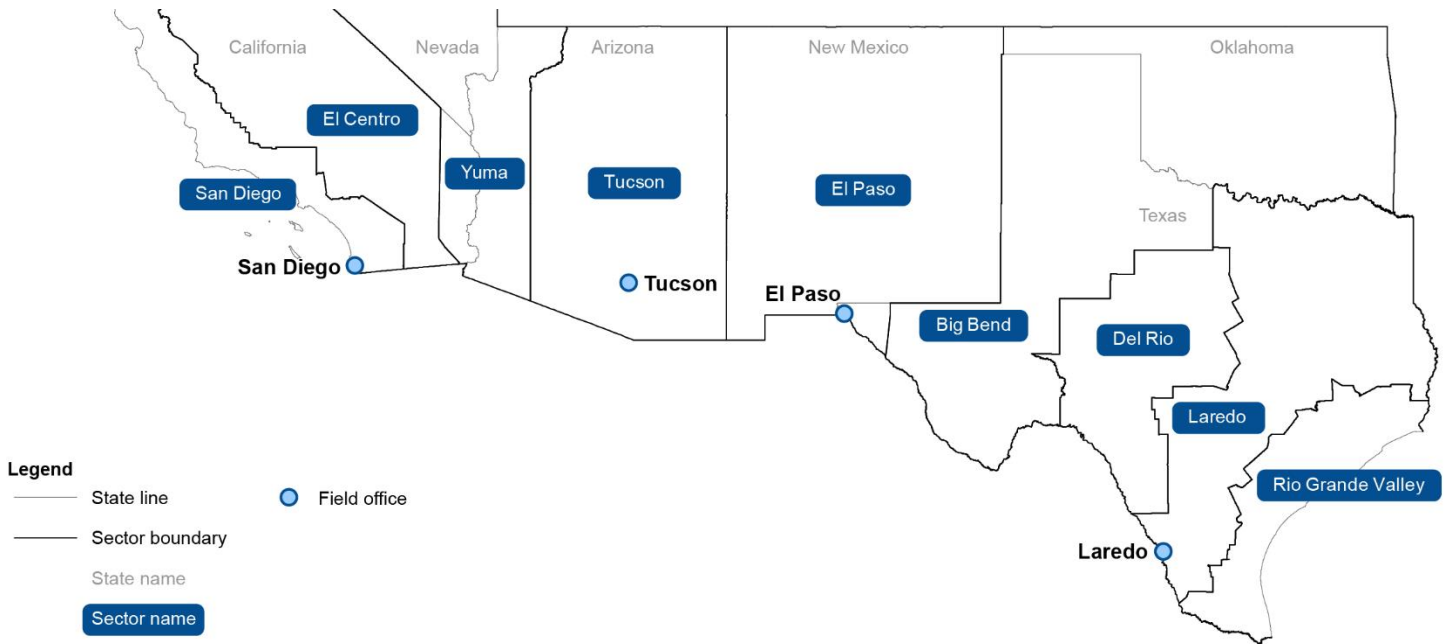 California
Nevada
Arizona
New Mexico
Oklahoma
El Centro
Yuma
San Diego
Tucson
El Paso
Texas
San Diego
Tucson
El Paso
Big Bend
Del Rio
Laredo
Rio Grande Valley
Laredo
Legend
State line
Field office
Sector boundary
State name
Sector name